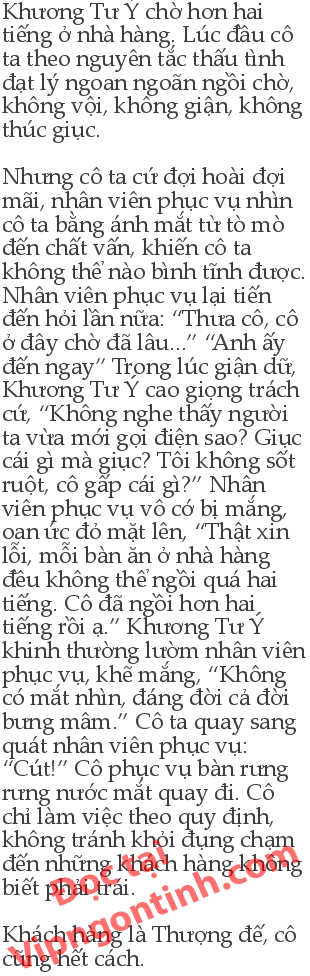 Khương Tư Ý chờ hơn hai
tiếng ở nhà hàng. Lúc đầu cô
ta theo nguyên tắc thấu tình
đạt lý ngoan ngoãn ngồi chờ,
không vội, không giận, không
thúc giục.
Nhưng cô ta cứ đợi hoài đợi
mãi, nhân viên phục vụ nhìn
cô ta bằng ánh mắt từ tò mò
đến chất vấn, khiến cô ta
không thể nào bình tĩnh được.
Nhân viên phục vụ lại tiến
đến hỏi lần nữa: “Thưa cô, cô
ở đây chờ đã lâu...” “Anh ấy
đến ngay” Trong lúc giận dữ,
Khương Tư Ý cao giọng trách
cứ, “Không nghe thấy người
ta vừa mới gọi điện sao? Giục
cái gì mà giục? Tôi không sốt
ruột, cô gấp cái gì?” Nhân
viên phục vụ vô cớ bị mắng,
oan ức đỏ mặt lên, “Thật xin
lỗi, mỗi bàn ăn ở nhà hàng
đều không thể ngồi quá hai
tiếng. Cô đã ngồi hơn hai
tiếng rồi ạ.” Khương Tư Ý
khinh thường lườm nhân viên
phục vụ, khẽ mắng, “Không
có mắt nhìn, đáng đời cả đời
bưng mâm.” Cô ta quay sang
quát nhân viên phục vụ:
“Cút!” Cô phục vụ bàn rưng
rưng nước mắt quay đi. Cô
chỉ làm việc theo quy định,
không tránh khỏi đụng chạm
đến những khách hàng không
biết phải trái.
Khách hàng là Thượng đế, cô
cũng hết cách.
Đọc tại
Vipngontinh.com